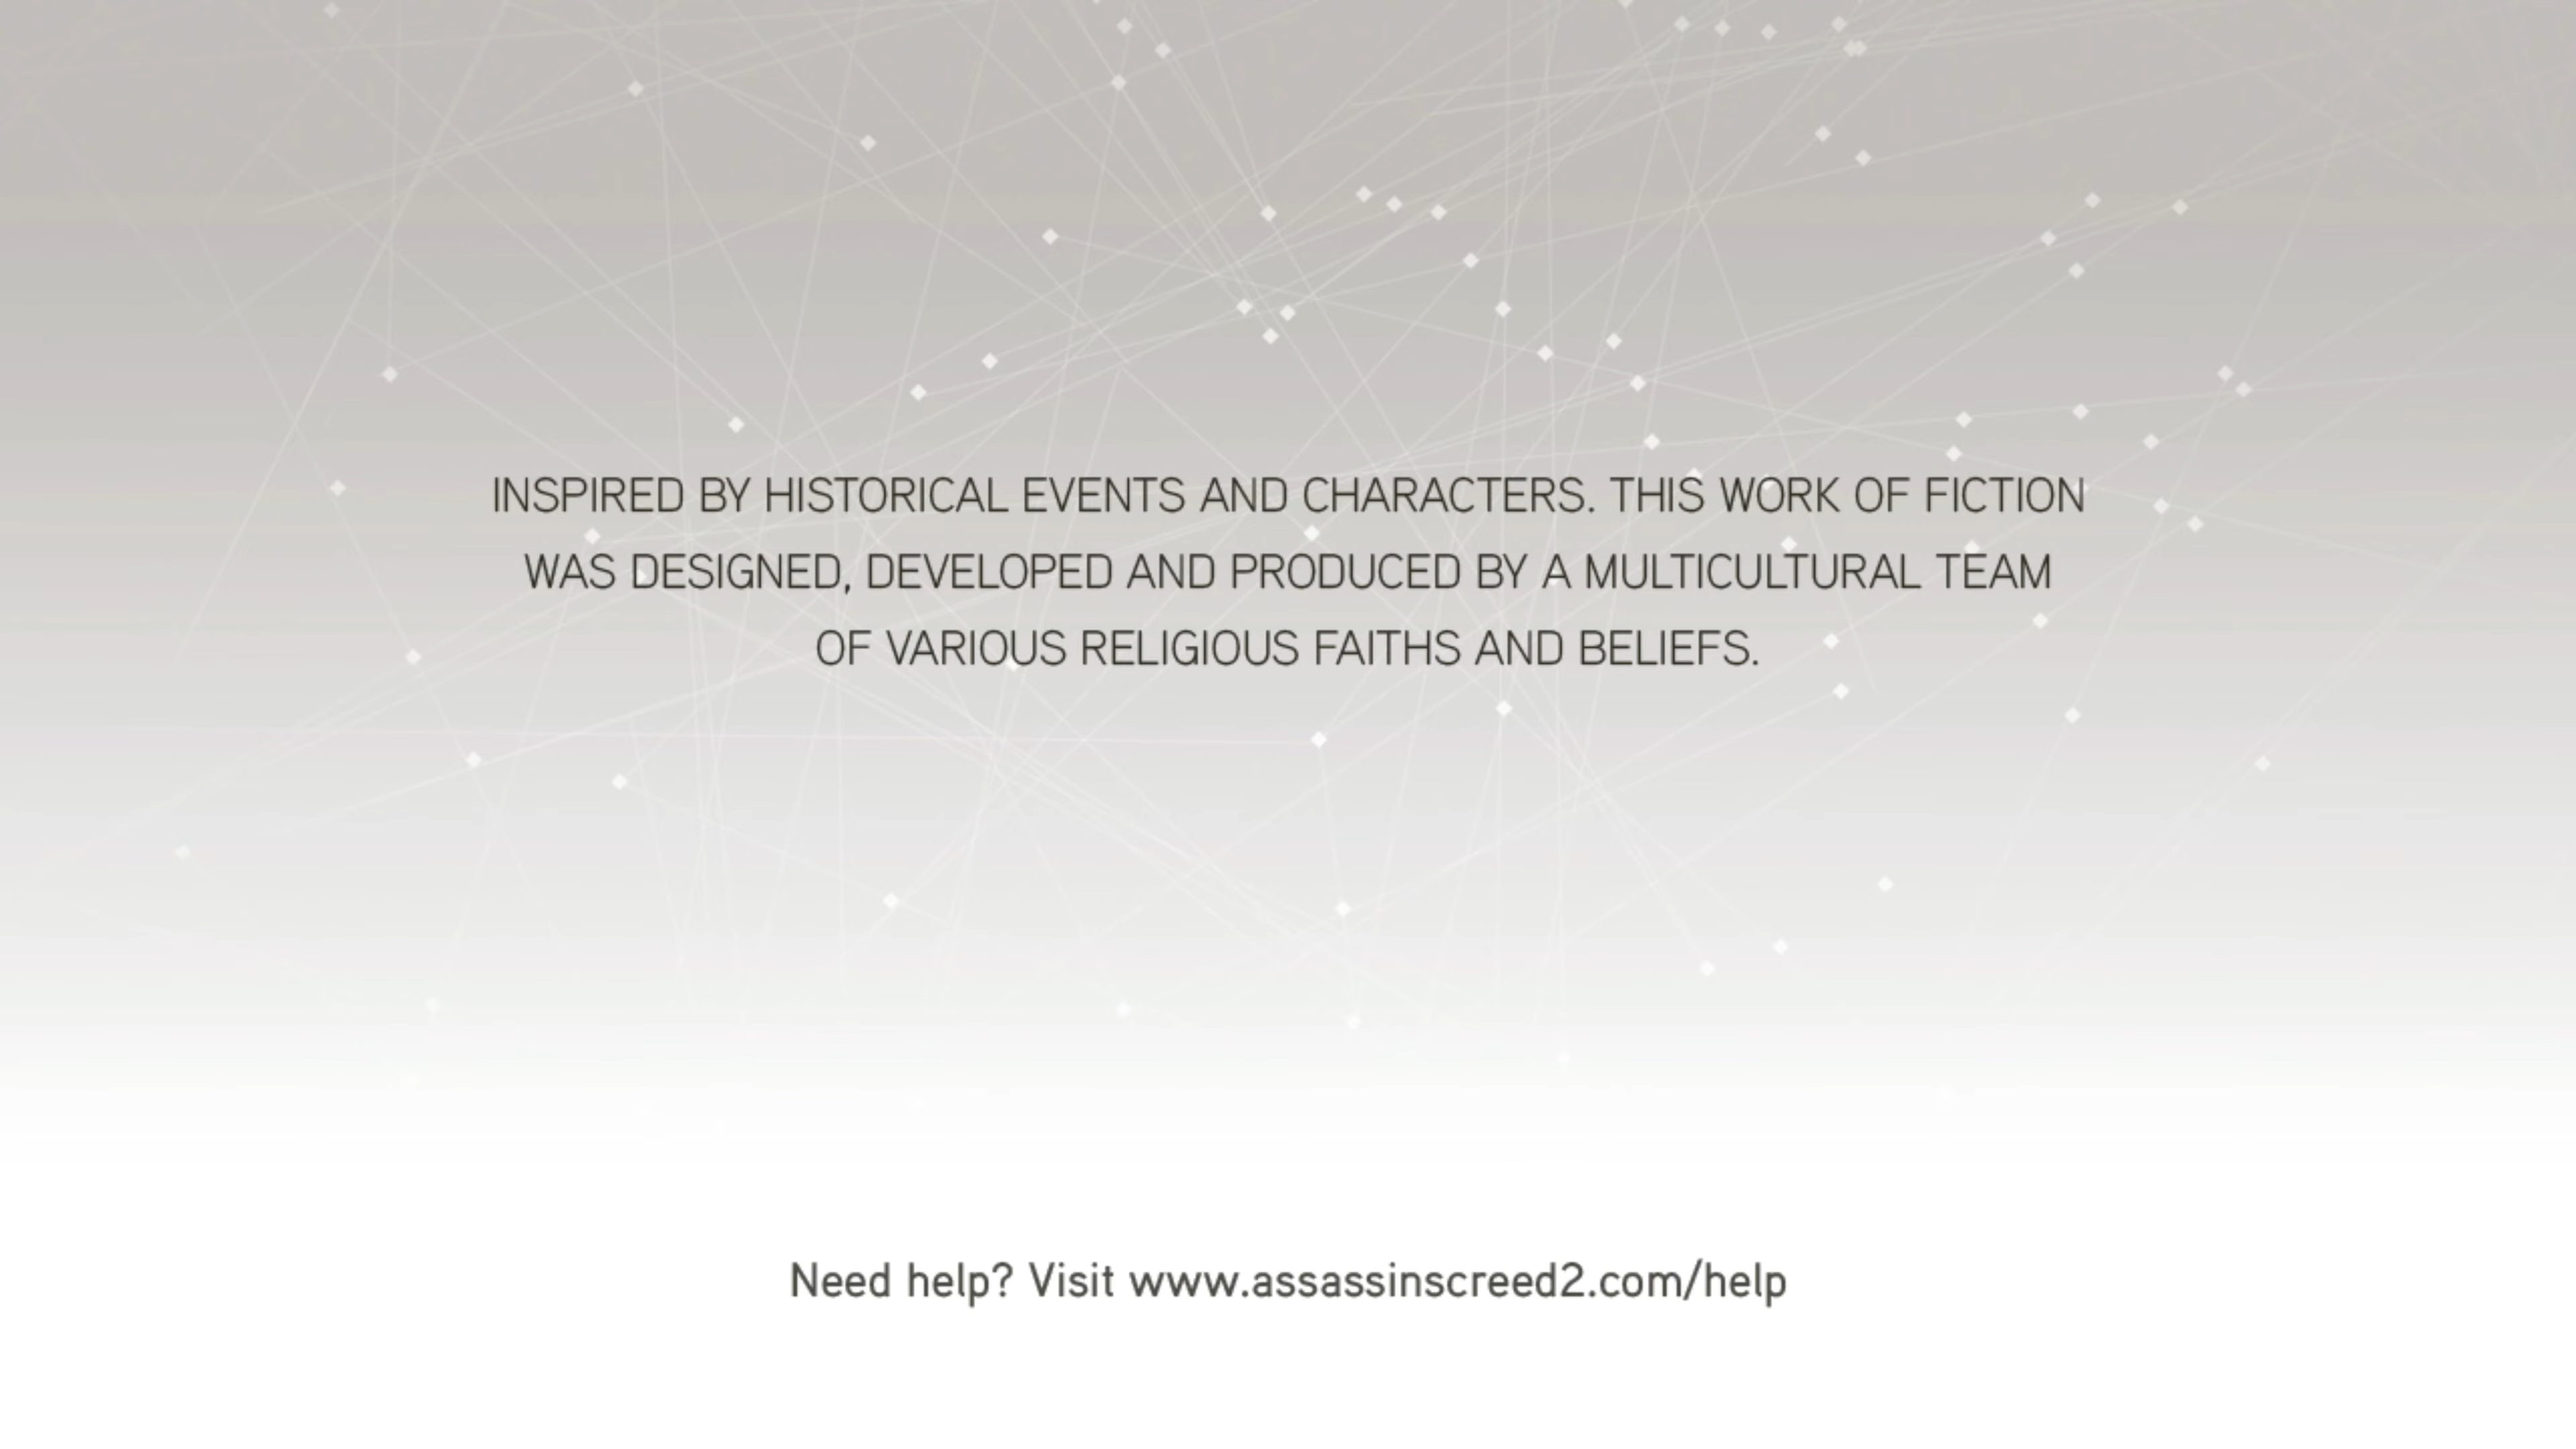 INSPIRED BY HISTORICAL EVENTS AND CHARACTERS. THIS WORK OF FICTION
WAS DESIGNED, DEVELOPED AND PRODUCED BY A MULTICULTURAL TEAM
OF VARIOUS RELIGIOUS FAITHS AND BELIEFS.
Need help? Visit www.assassinscreed2.com/help